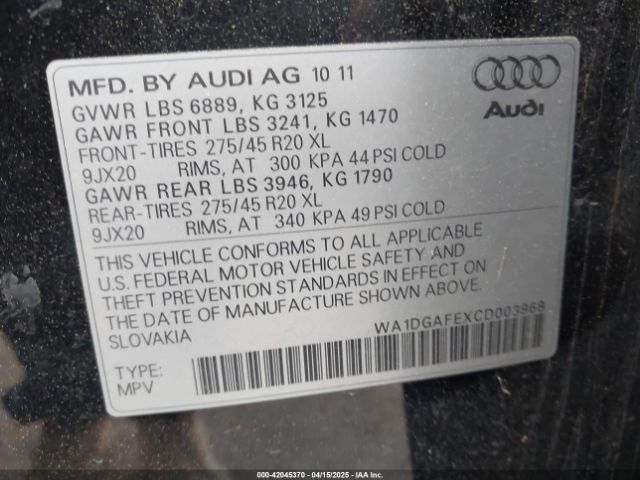 MFD. BY AUDI AG 10 11
GVWR LBS 6889, KG 3125
GAWR FRONT LBS 3241, KG 1470
FRONT-TIRES 275/45 R20 XL
9JX20 RIMS, AT 300 KPA 44 PSI COLD
GAWR REAR LBS 3946, KG 1790
REAR-TIRES 275/45 R20 XL
9JX20 RIMS, AT 340 KPA 49 PSI COLD
Audi
THIS VEHICLE CONFORMS TO ALL APPLICABLE
U.S. FEDERAL MOTOR VEHICLE SAFETY AND
THEFT PREVENTION STANDARDS IN EFFECT ON
THE DATE OF MANUFACTURE SHOWN ABOVE.
SLOVAKIA
WA1DGAFEXCD003968
TYPE:
MPV
000-42045370 - 04/15/2025 - IAA Inc.